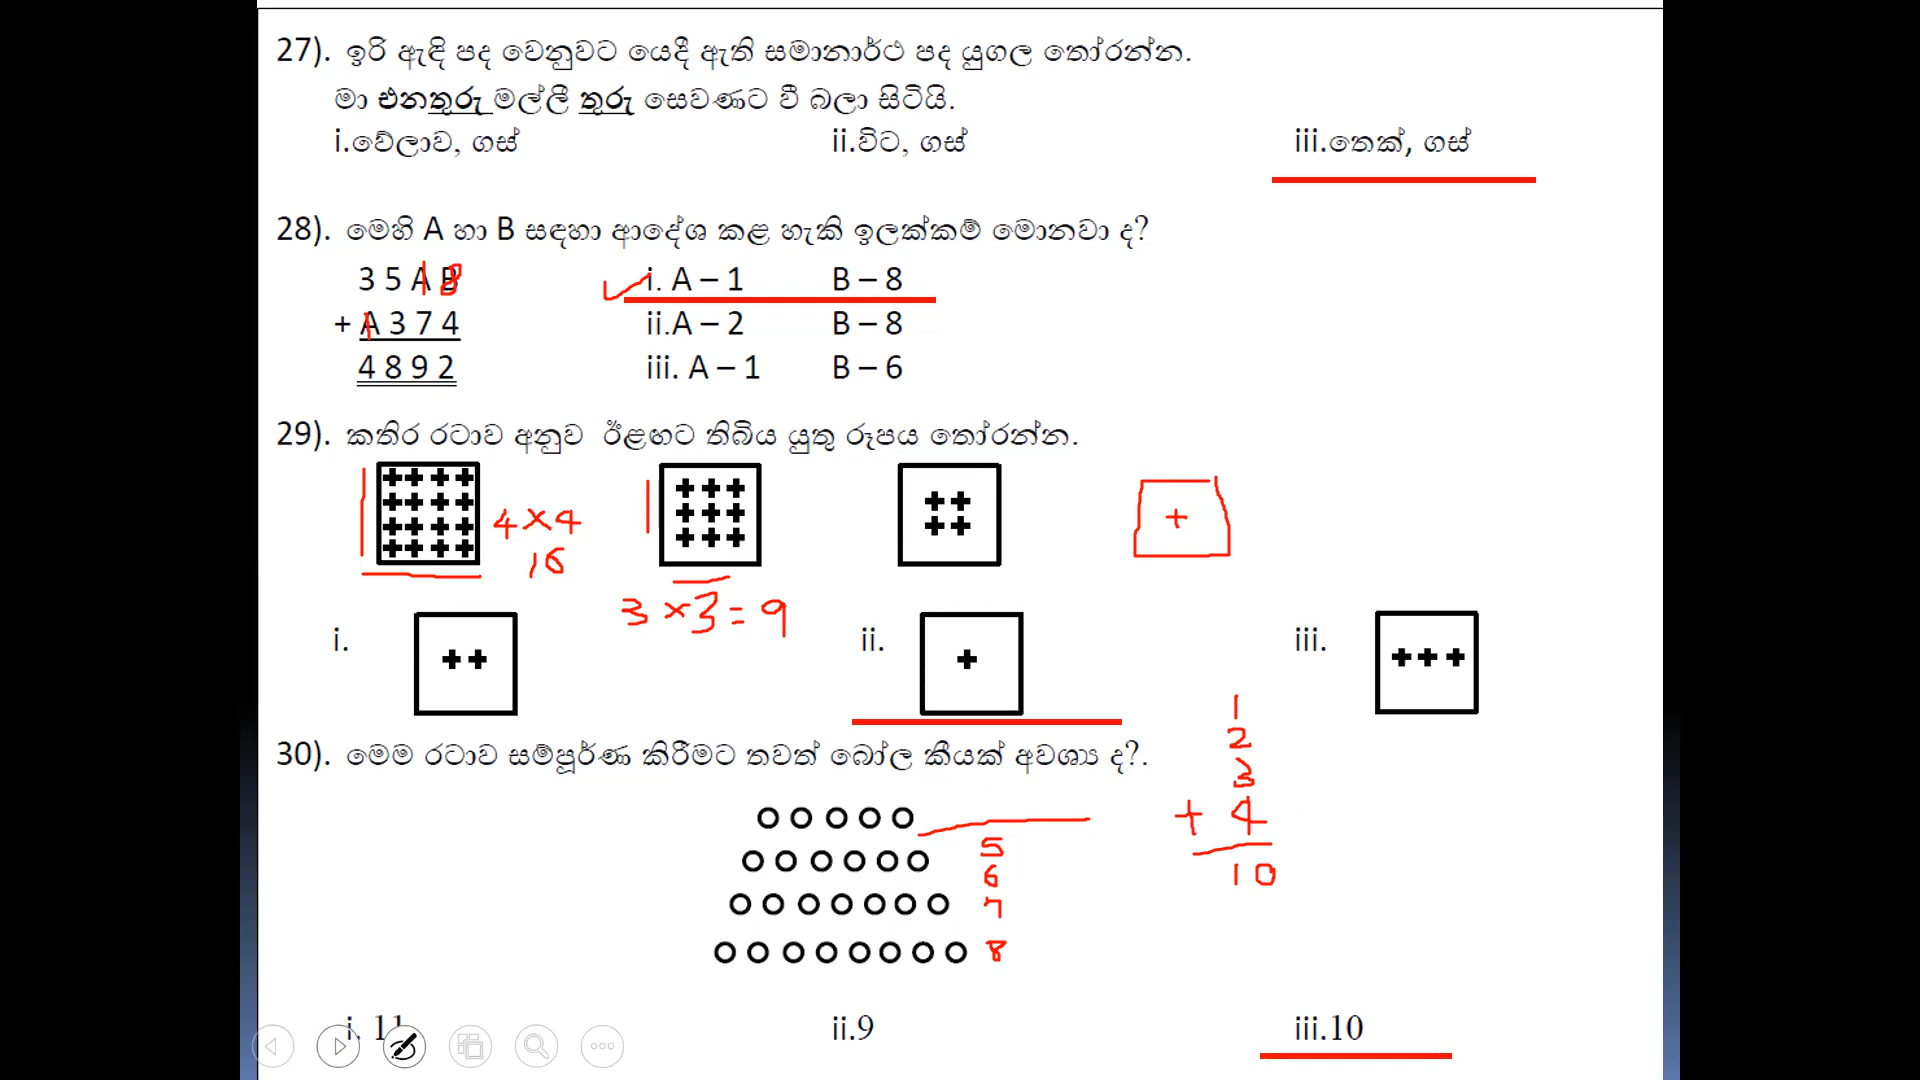 27). ඉරි ඇඳි පද වෙනුවට යෙදී ඇති සමානාර්ථ පද යුගල තෝරන්න.
මා එනතුරු මල්ලී තුරු සෙවණට වී බලා සිටියි.
i.වේලාව, ගස් ii.විට, ගස් iii.තෙක්, ගස්
28). මෙහි A හා B සඳහා ආදේශ කළ හැකි ඉලක්කම් මොනවා ද?
3 5 A B 1 8 i. A – 1 B – 8
+ A 3 7 4 1 ii.A – 2 B – 8
4 8 9 2 iii. A – 1 B – 6
29). කතිර රටාව අනුව ඊළඟට තිබිය යුතු රූපය තෝරන්න.
4 × 4
16
+
3 × 3 = 9
i. ii. iii.
30). මෙම රටාව සම්පූර්ණ කිරීමට තවත් බෝල කීයක් අවශ්‍ය ද?.
1
2
3
+ 4
10
5
6
7
8
i. 11 ii.9 iii.10